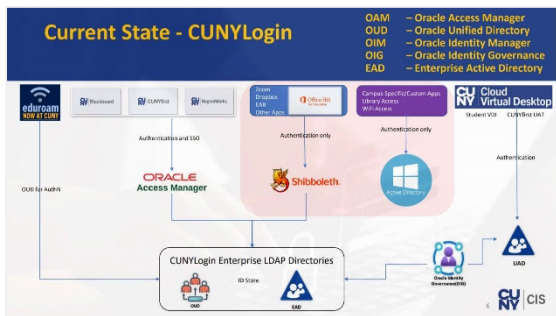 Current State - CUNYLogin
OAM – Oracle Access Manager
OUD – Oracle Unified Directory
OIM – Oracle Identity Manager
OIG – Oracle Identity Governance
EAD – Enterprise Active Directory
eduroam
NOW AT CUNY
Blackboard
CUNYfirst
DegreeWorks
Zoom
Dropbox
EAB
Other Apps
Office 365
Campus Specific/Custom Apps
Library Access
WiFi Access
CUNY
Cloud
Virtual Desktop
Student VDI
CUNYfirst UAT
Authentication and SSO
Authentication only
Authentication only
Authentication
OUD for AuthN
ORACLE
Access Manager
Shibboleth.
Active Directory
CUNYLogin Enterprise LDAP Directories
ID Store
OUD
EAD
Oracle Identity
Governance(OIG)
UAD
6
CUNY
CIS